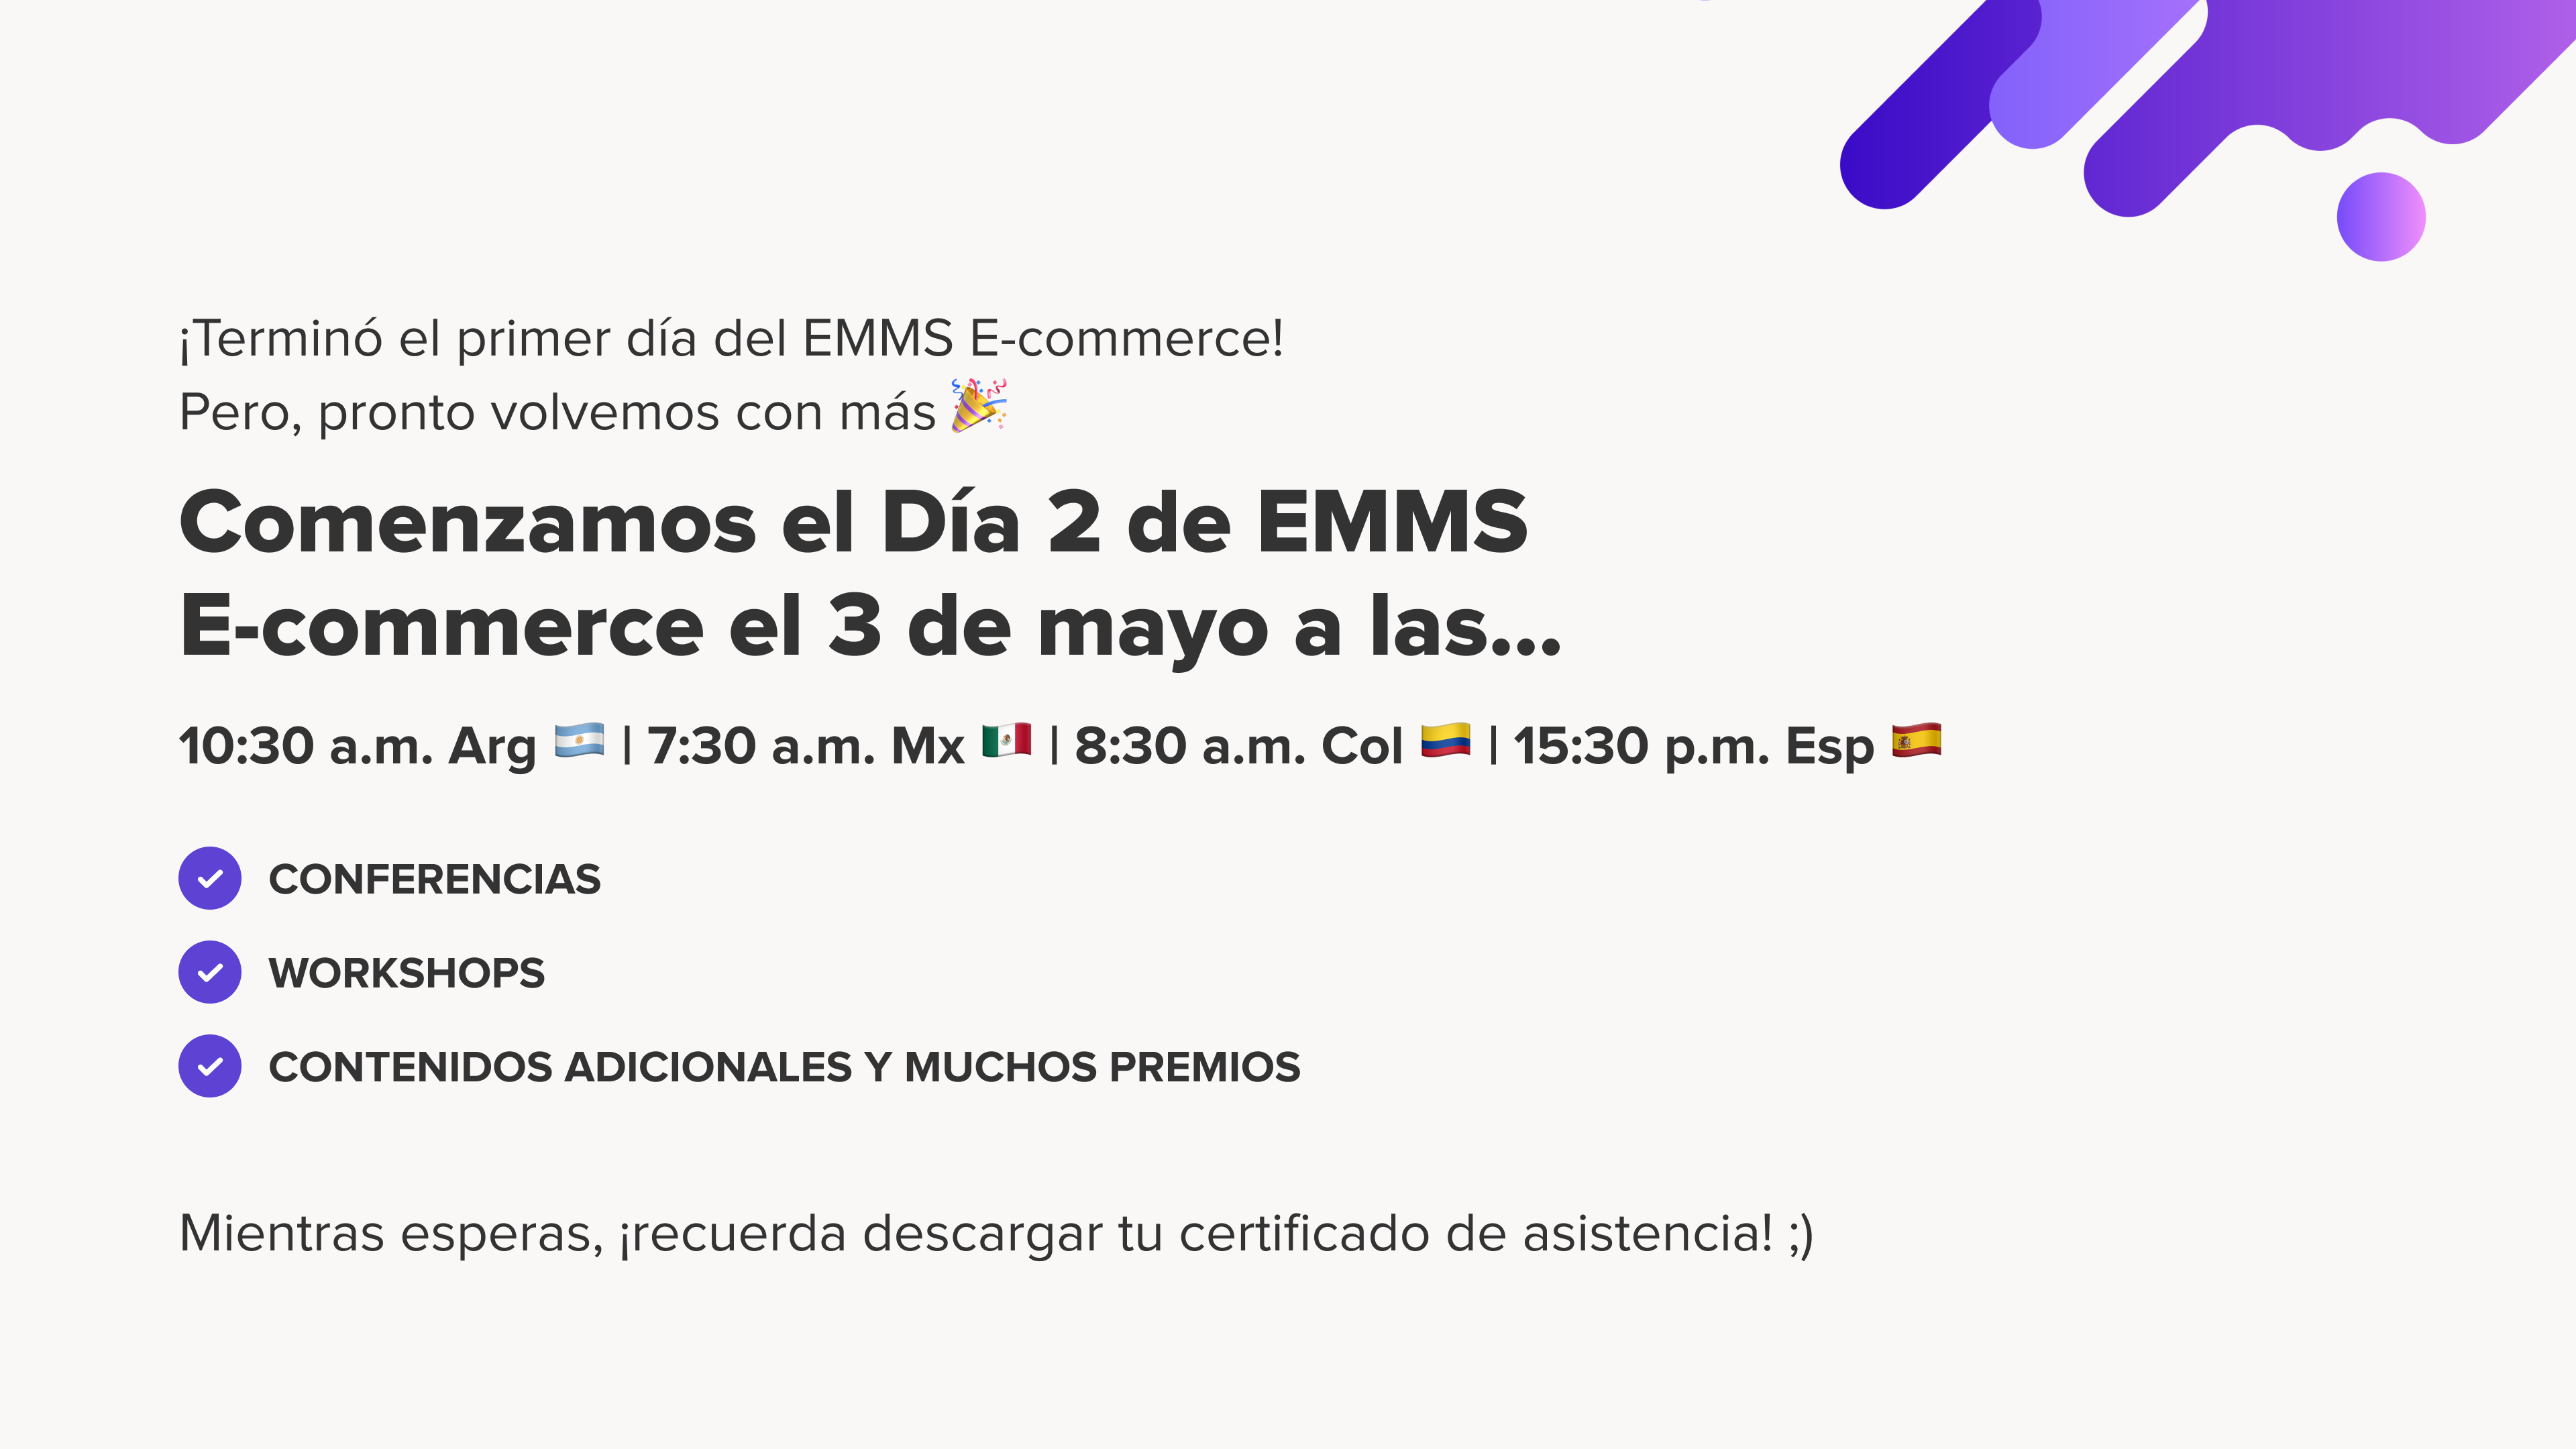 ¡Terminó el primer día del EMMS E-commerce!
Pero, pronto volvemos con más 🎉
Comenzamos el Día 2 de EMMS
E-commerce el 3 de mayo a las...
10:30 a.m. Arg 🇦🇷 | 7:30 a.m. Mx 🇲🇽 | 8:30 a.m. Col 🇨🇴 | 15:30 p.m. Esp 🇪🇸
CONFERENCIAS
WORKSHOPS
CONTENIDOS ADICIONALES Y MUCHOS PREMIOS
Mientras esperas, ¡recuerda descargar tu certificado de asistencia! ;)